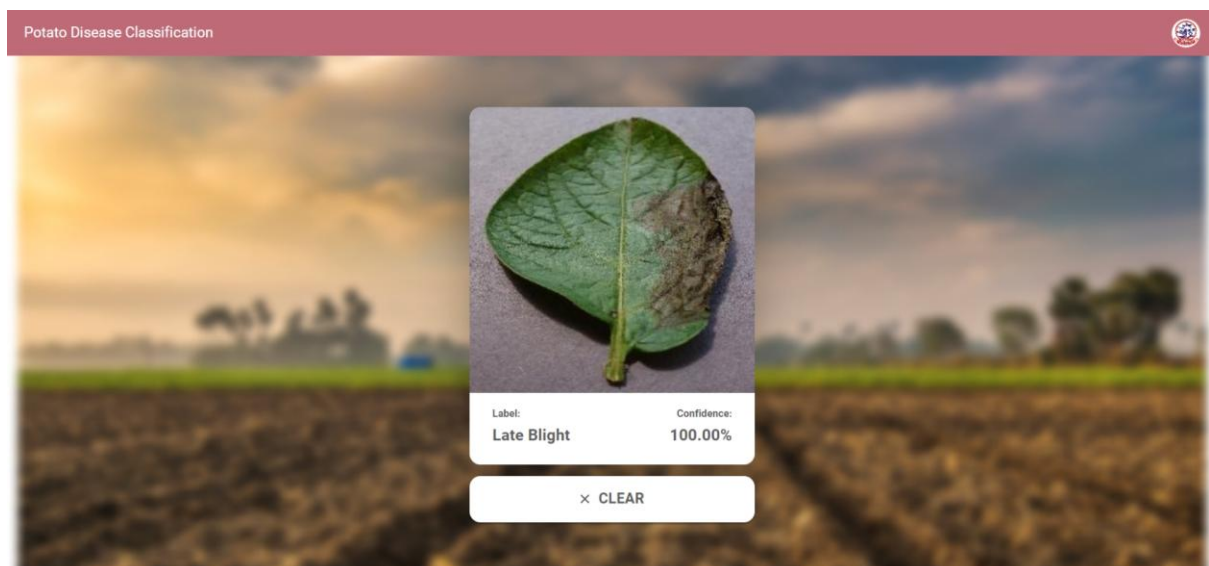 Potato Disease Classification
Label:
Confidence:
Late Blight
100.00%
× CLEAR